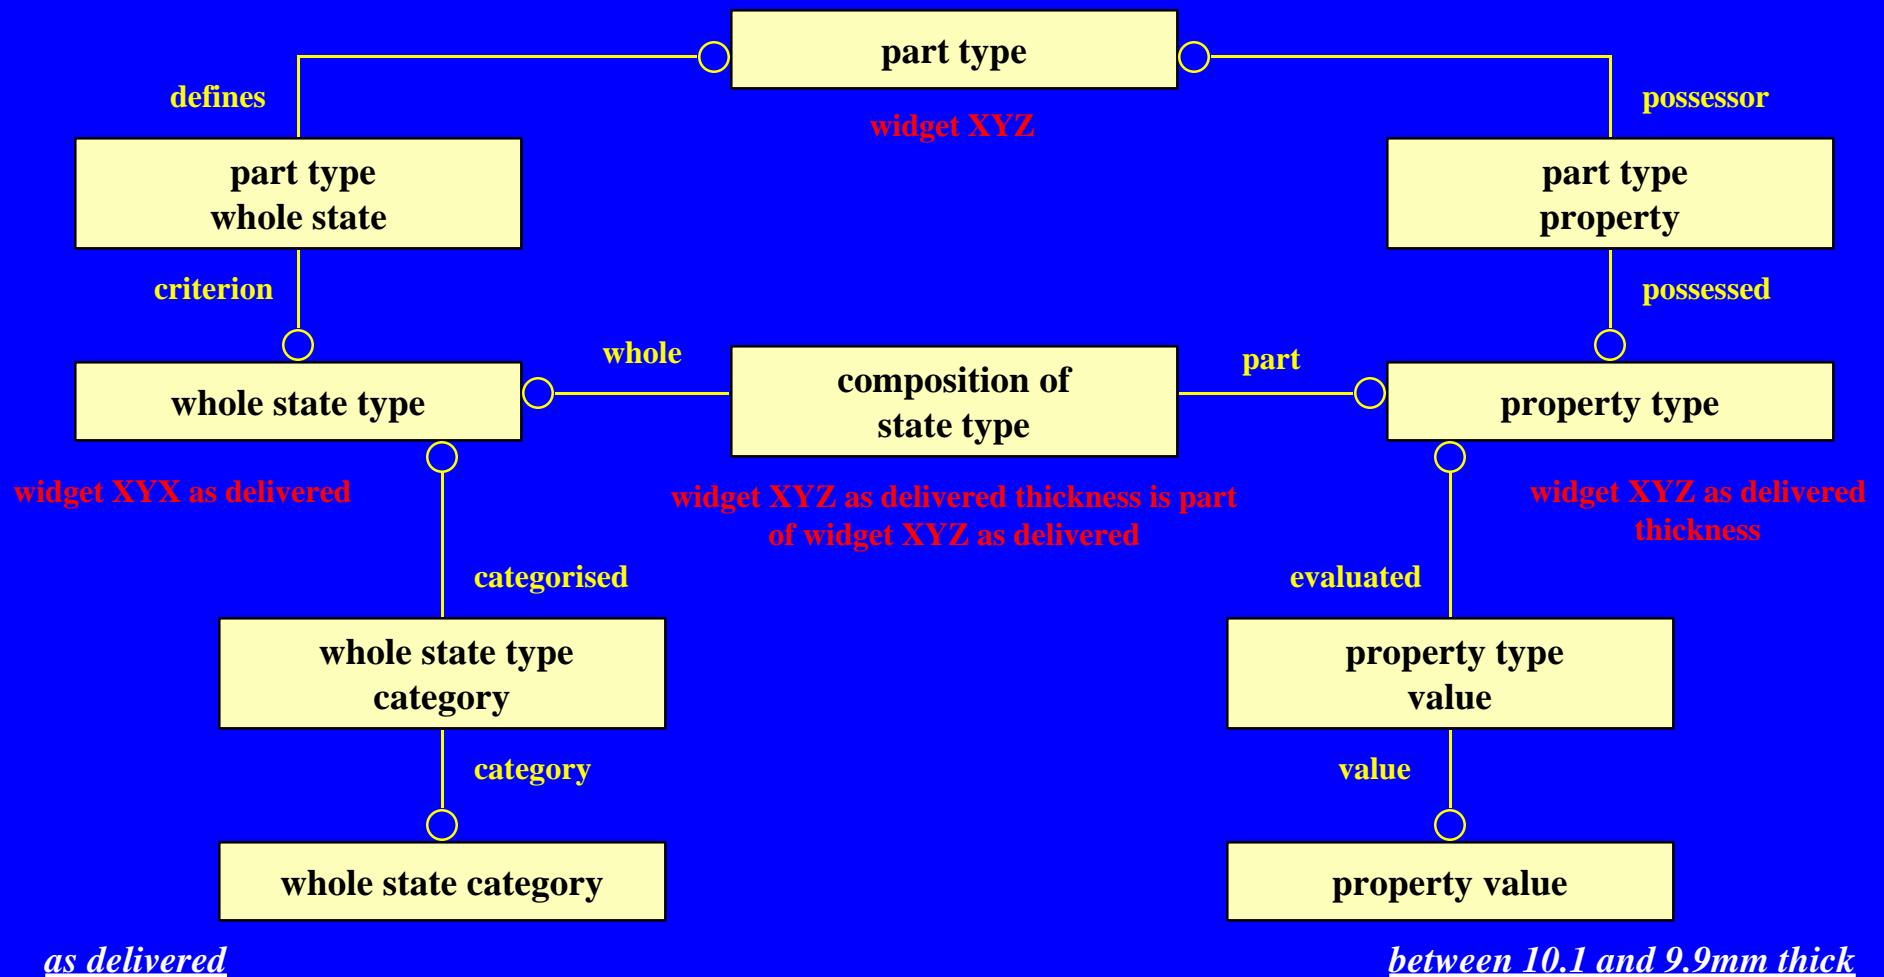 part type
defines
possessor
widget XYZ
part type
whole state
part type
property
criterion
possessed
whole
part
whole state type
composition of
state type
property type
widget XYX as delivered
widget XYZ as delivered thickness is part
of widget XYZ as delivered
widget XYZ as delivered
thickness
categorised
evaluated
whole state type
category
property type
value
category
value
whole state category
property value
as delivered
between 10.1 and 9.9mm thick